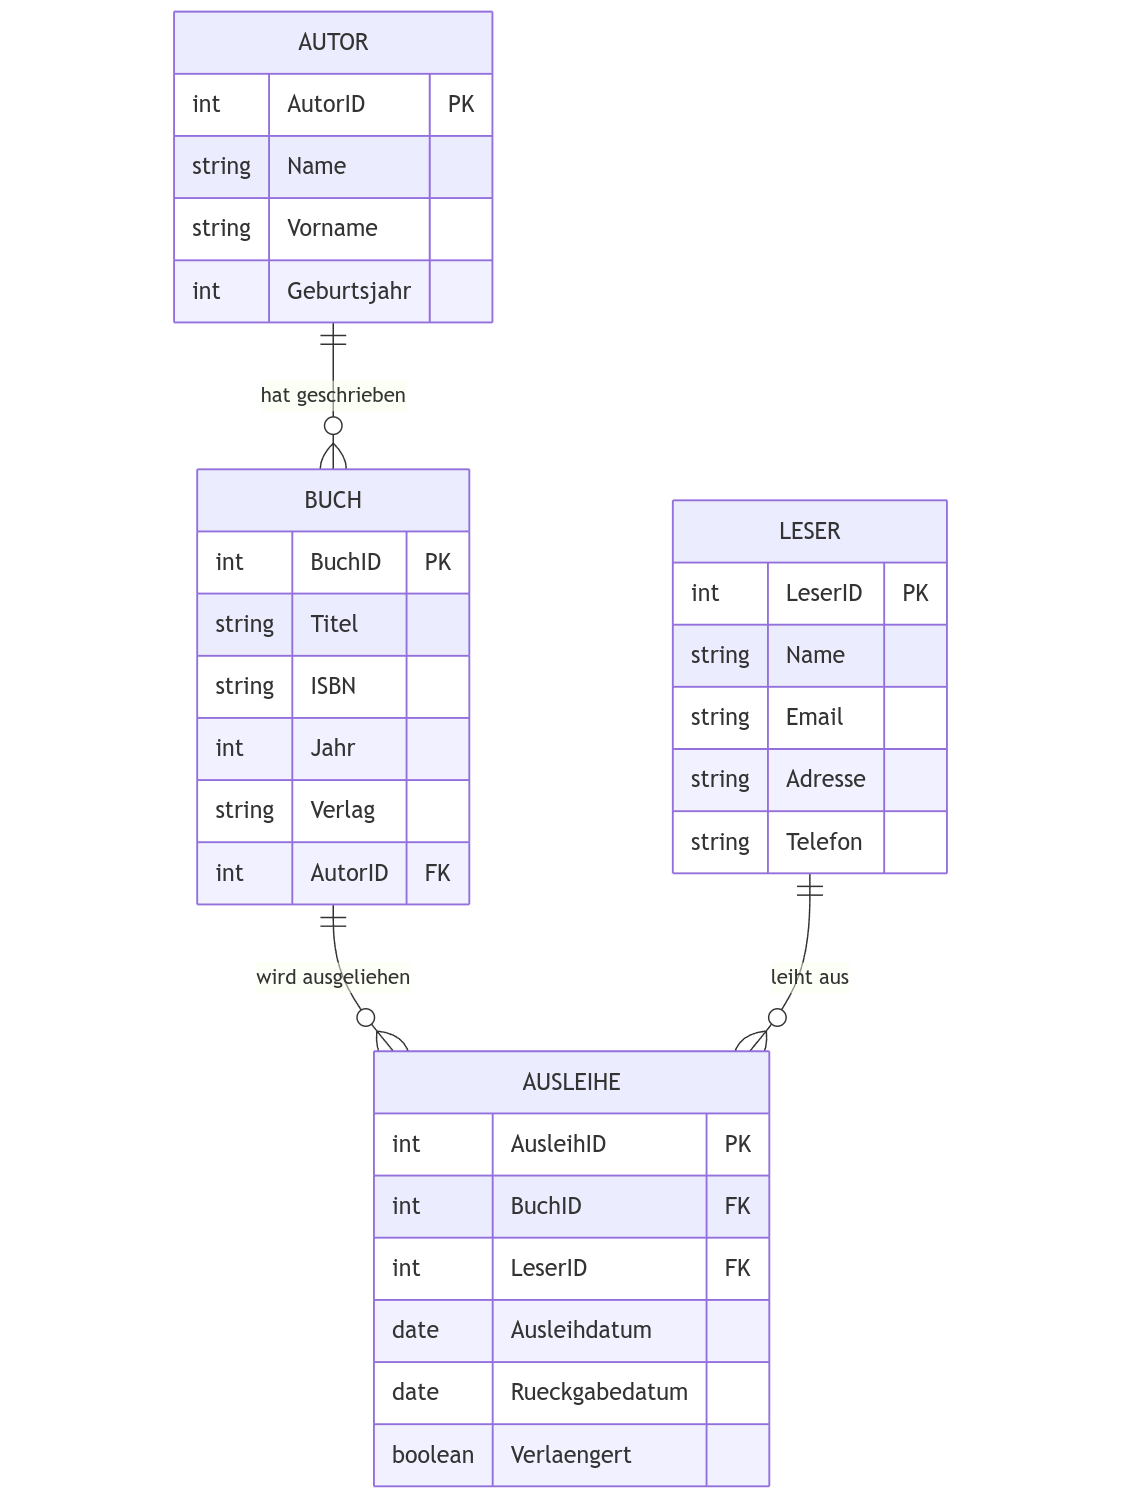 AUTOR
int AutorID PK
string Name
string Vorname
int Geburtsjahr
hat geschrieben
BUCH
int BuchID PK
string Titel
string ISBN
int Jahr
string Verlag
int AutorID FK
LESER
int LeserID PK
string Name
string Email
string Adresse
string Telefon
wird ausgeliehen
leiht aus
AUSLEIHE
int AusleihID PK
int BuchID FK
int LeserID FK
date Ausleihdatum
date Rueckgabedatum
boolean Verlaengert